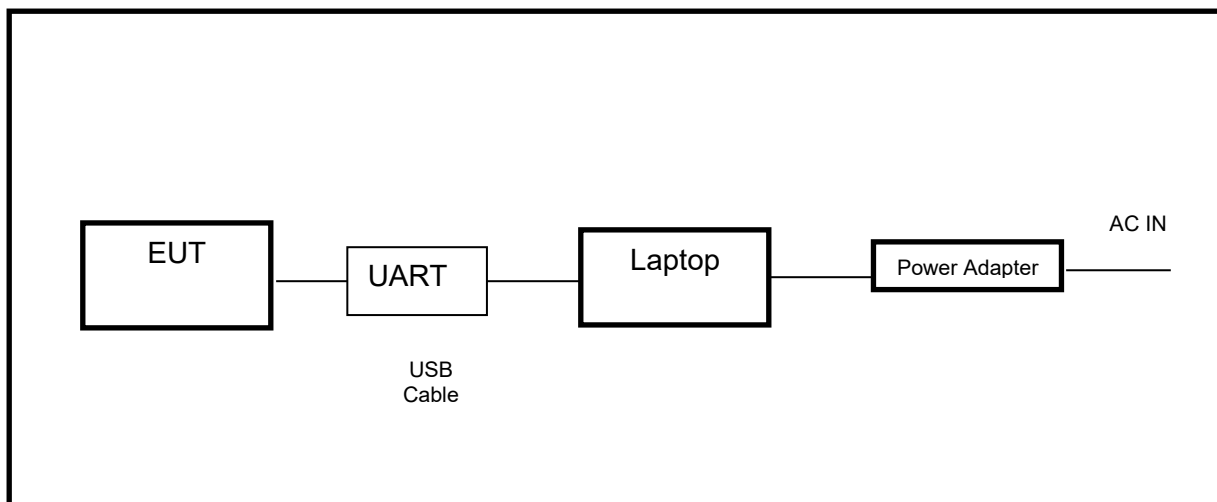 EUT
UART
Laptop
Power Adapter
AC IN
USB
Cable